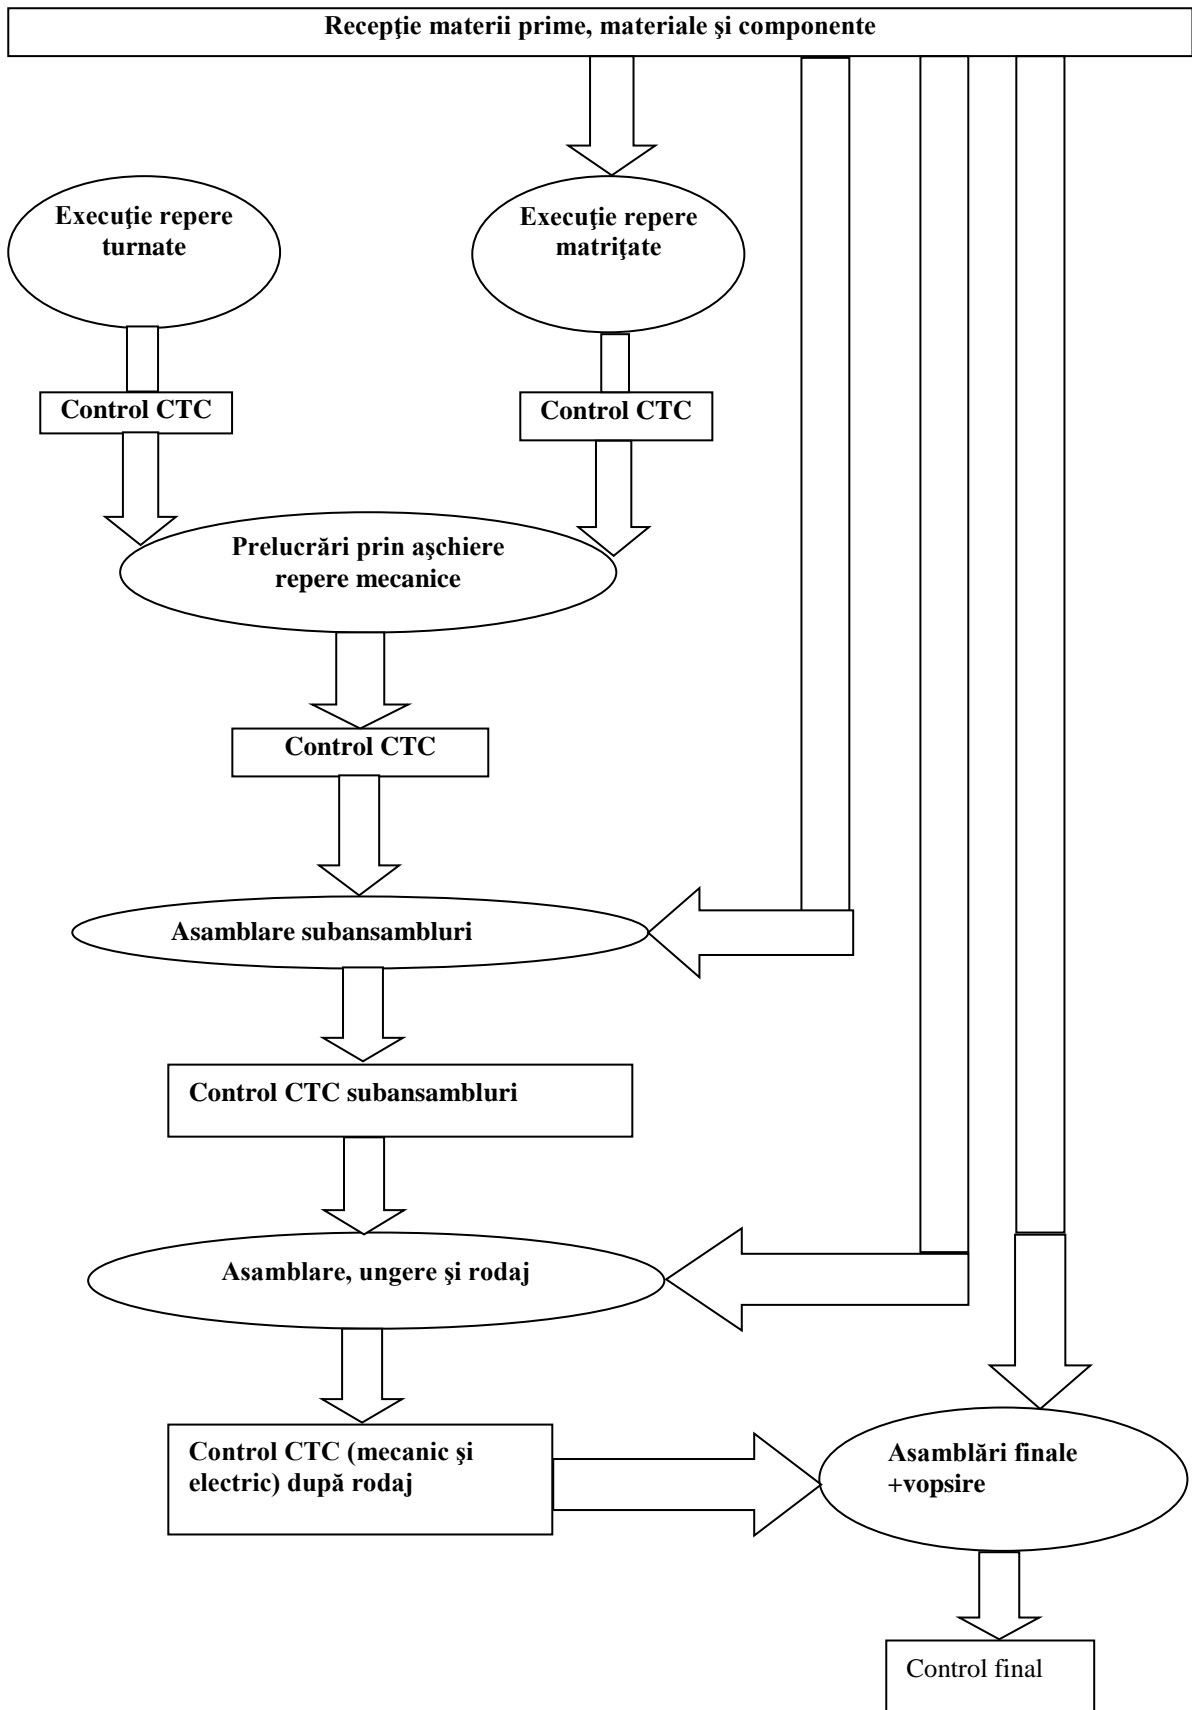 Recepţie materii prime, materiale şi componente
Execuţie repere
turnate
Execuţie repere
matriţate
Control CTC
Control CTC
Prelucrări prin aşchiere
repere mecanice
Control CTC
Asamblare subansambluri
Control CTC subansambluri
Asamblare, ungere şi rodaj
Control CTC (mecanic şi
electric) după rodaj
Asamblări finale
+vopsire
Control final